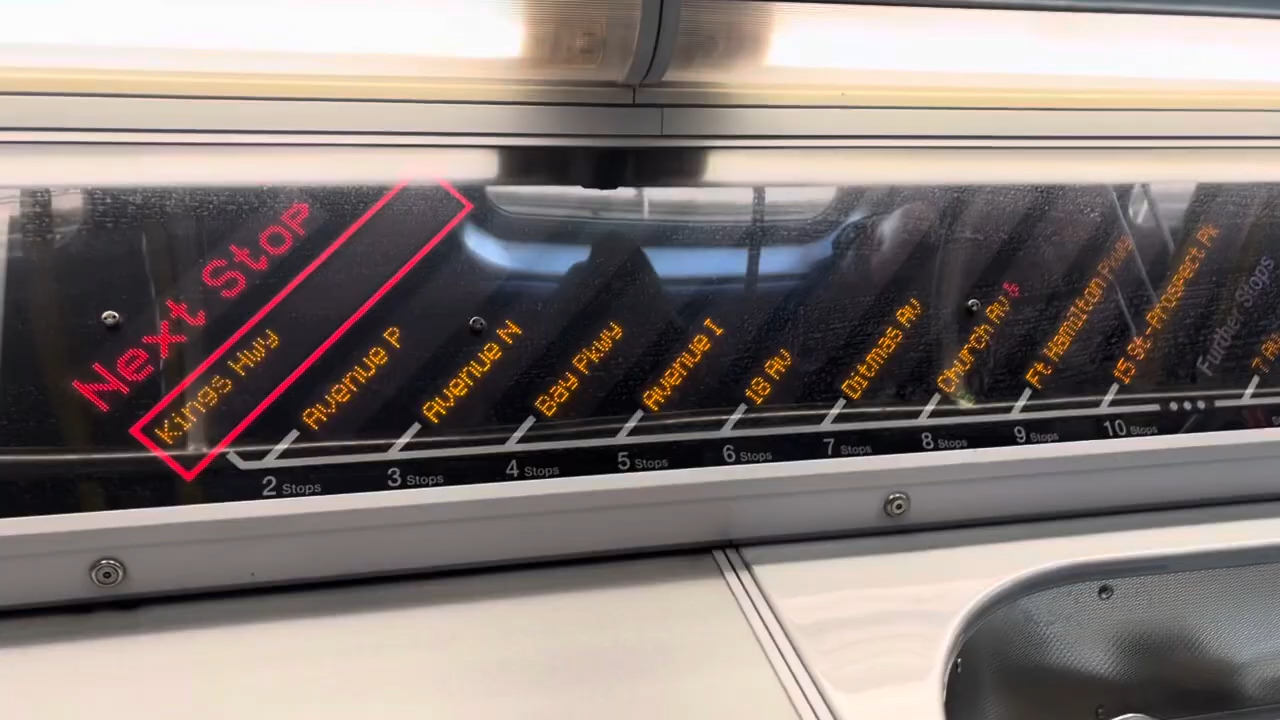 Next Stop
Kings Hwy
Avenue P
Avenue N
Bay Pkwy
Avenue I
18 Av
Ditmas Av
Church Av
Ft Hamilton Pkwy
15 St-Prospect Pk
Further Stops
2 Stops
3 Stops
4 Stops
5 Stops
6 Stops
7 Stops
8 Stops
9 Stops
10 Stops